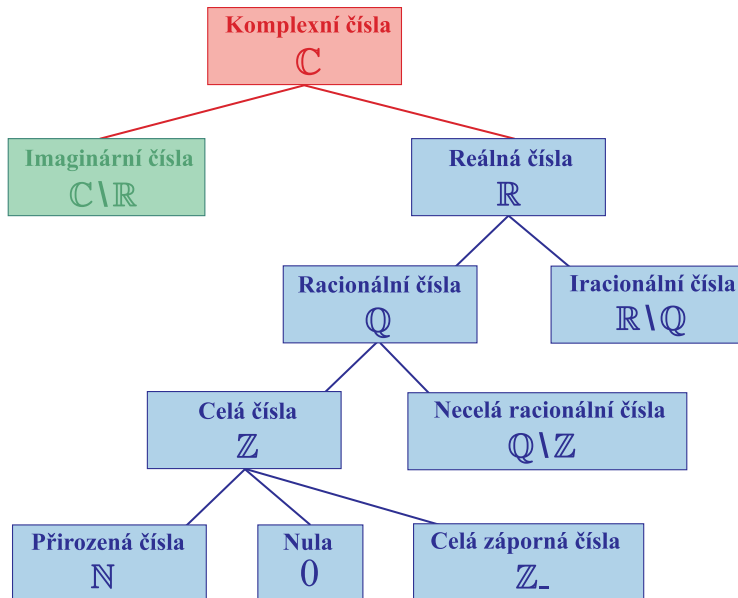 Komplexní čísla
ℂ
Imaginární čísla
ℂ\ℝ
Reálná čísla
ℝ
Racionální čísla
ℚ
Iracionální čísla
ℝ\ℚ
Celá čísla
ℤ
Necelá racionální čísla
ℚ\ℤ
Přirozená čísla
ℕ
Nula
0
Celá záporná čísla
ℤ₋